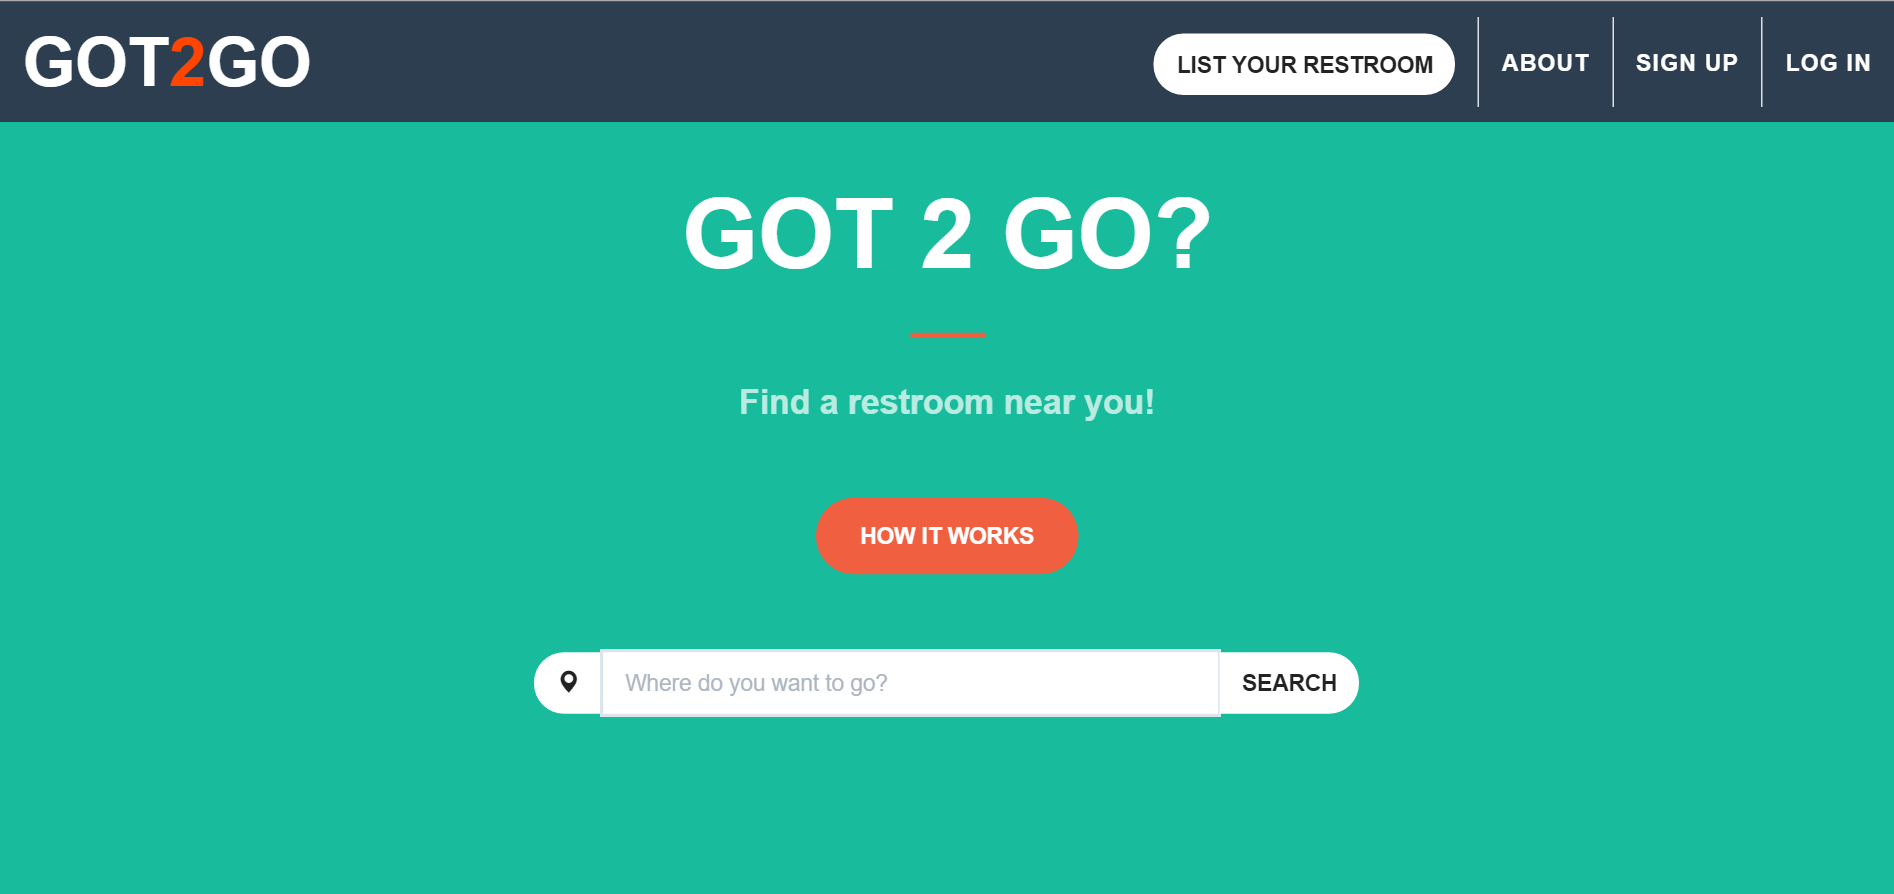 GOT2GO
LIST YOUR RESTROOM
ABOUT
SIGN UP
LOG IN
GOT 2 GO?
Find a restroom near you!
HOW IT WORKS
Where do you want to go?
SEARCH